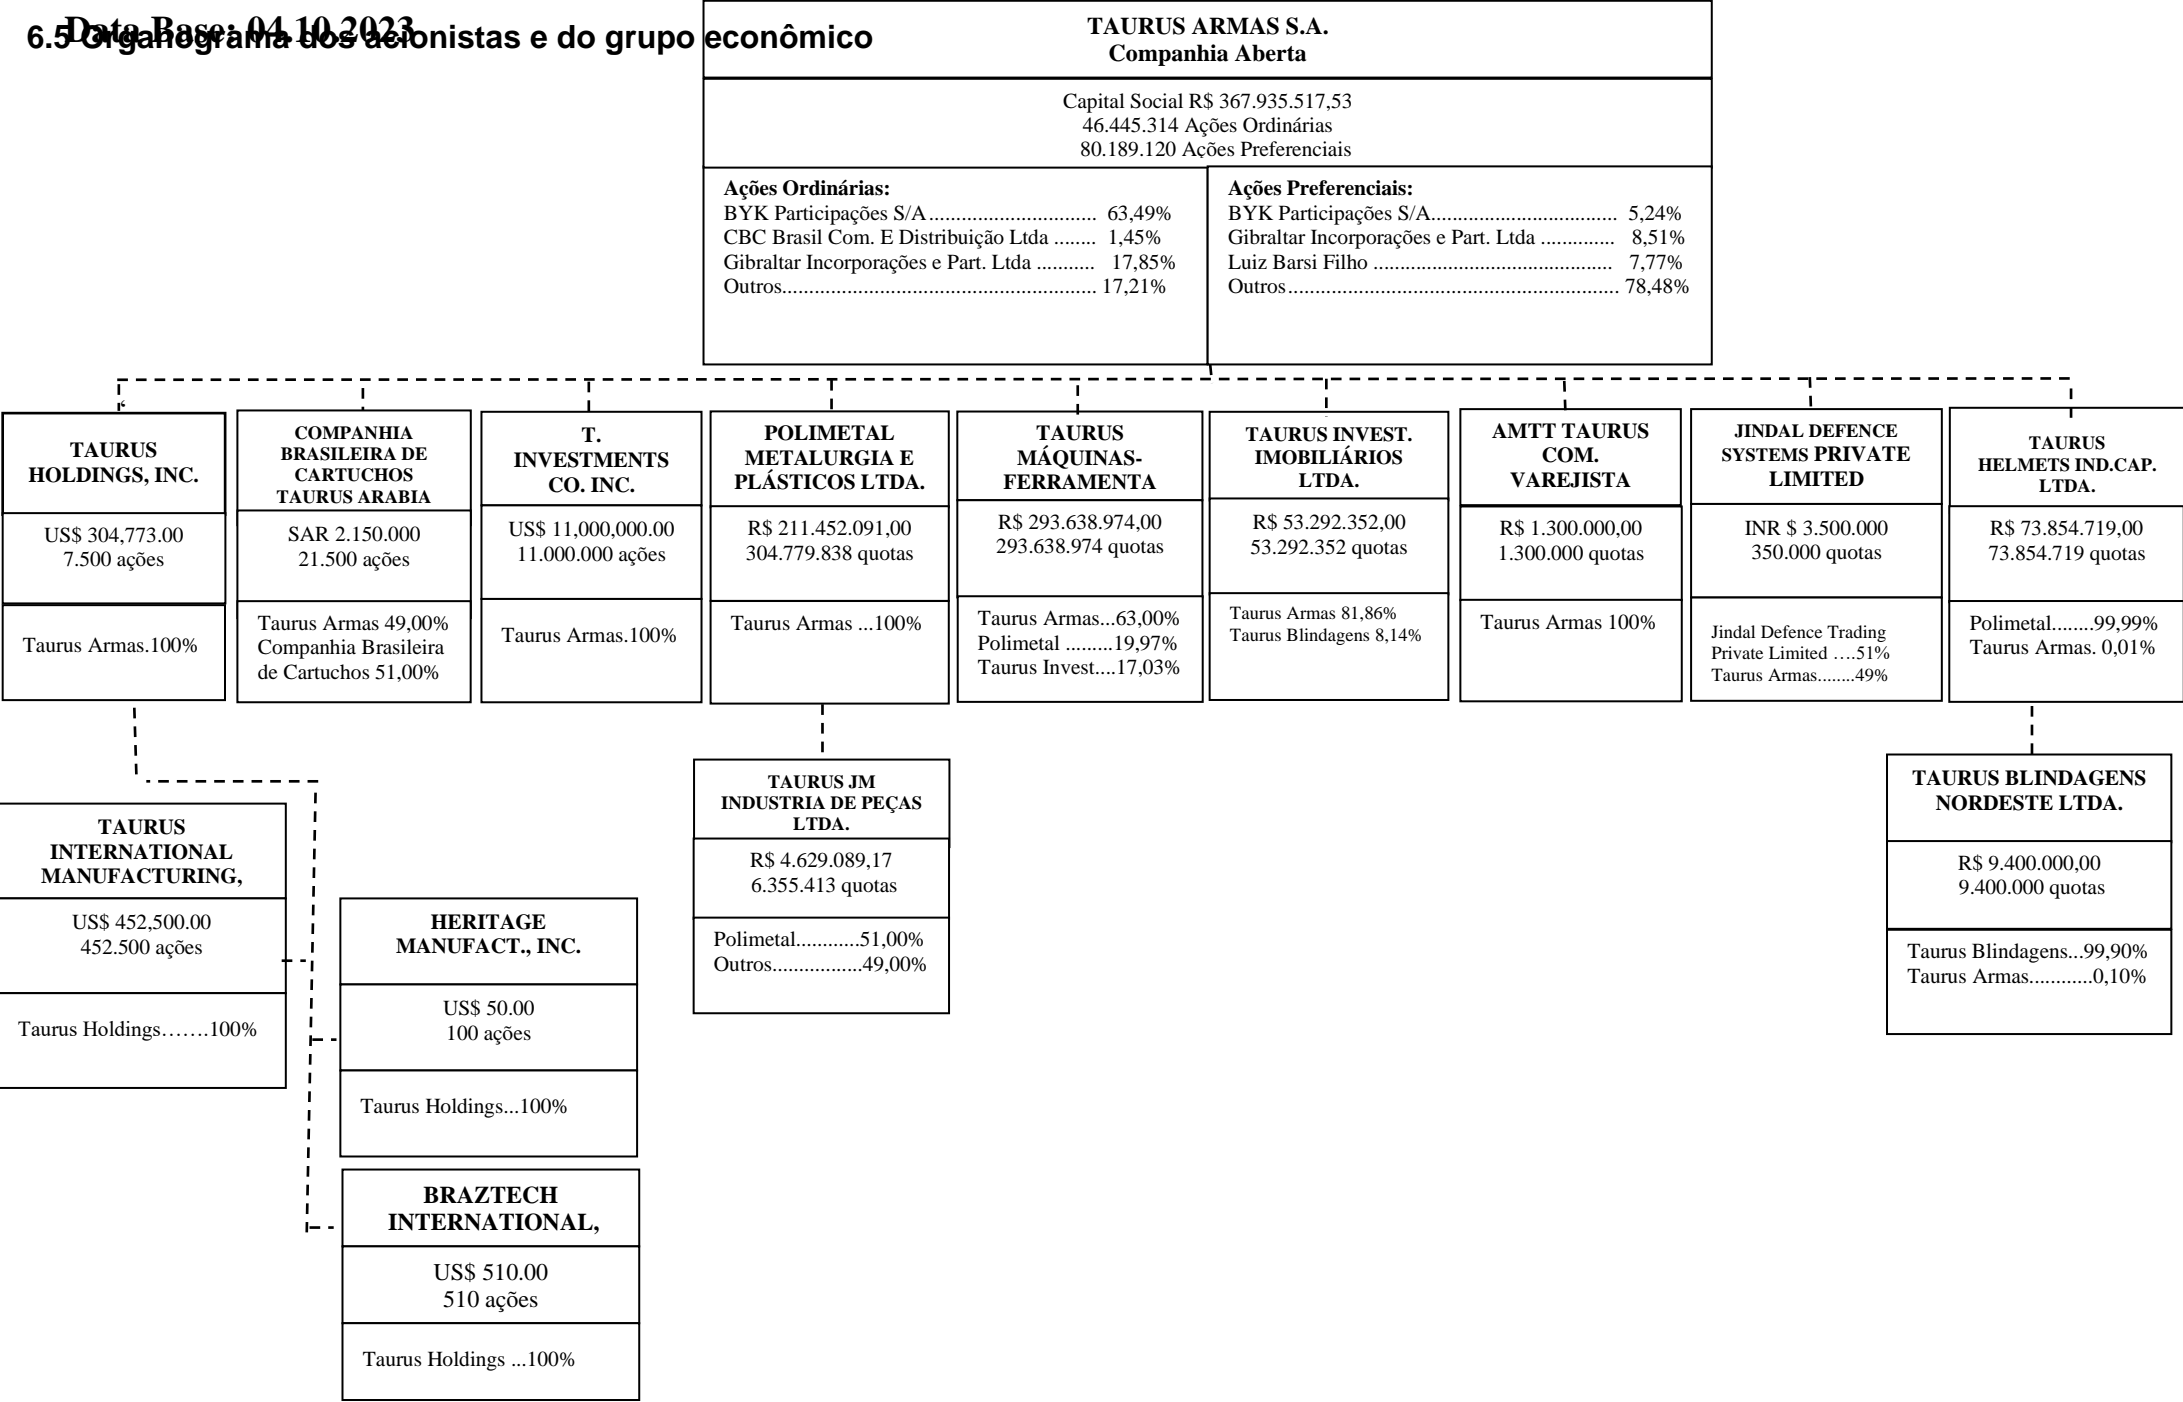 Data Base: 04.10.2023
6.5 Organograma dos acionistas e do grupo econômico
TAURUS ARMAS S.A.
Companhia Aberta
Capital Social R$ 367.935.517,53
46.445.314 Ações Ordinárias
80.189.120 Ações Preferenciais
Ações Ordinárias:
BYK Participações S/A................................ 63,49%
CBC Brasil Com. E Distribuição Ltda ........ 1,45%
Gibraltar Incorporações e Part. Ltda ........... 17,85%
Outros............................................................ 17,21%
Ações Preferenciais:
BYK Participações S/A................................... 5,24%
Gibraltar Incorporações e Part. Ltda .............. 8,51%
Luiz Barsi Filho ............................................. 7,77%
Outros.............................................................. 78,48%
TAURUS
HOLDINGS, INC.
US$ 304,773.00
7.500 ações
Taurus Armas.100%
COMPANHIA
BRASILEIRA DE
CARTUCHOS
TAURUS ARABIA
SAR 2.150.000
21.500 ações
Taurus Armas 49,00%
Companhia Brasileira
de Cartuchos 51,00%
T.
INVESTMENTS
CO. INC.
US$ 11,000,000.00
11.000.000 ações
Taurus Armas.100%
POLIMETAL
METALURGIA E
PLÁSTICOS LTDA.
R$ 211.452.091,00
304.779.838 quotas
Taurus Armas ...100%
TAURUS
MÁQUINAS-
FERRAMENTA
R$ 293.638.974,00
293.638.974 quotas
Taurus Armas...63,00%
Polimetal .........19,97%
Taurus Invest....17,03%
TAURUS INVEST.
IMOBILIÁRIOS
LTDA.
R$ 53.292.352,00
53.292.352 quotas
Taurus Armas 81,86%
Taurus Blindagens 8,14%
AMTT TAURUS
COM.
VAREJISTA
R$ 1.300.000,00
1.300.000 quotas
Taurus Armas 100%
JINDAL DEFENCE
SYSTEMS PRIVATE
LIMITED
INR $ 3.500.000
350.000 quotas
Jindal Defence Trading
Private Limited ….51%
Taurus Armas........49%
TAURUS
HELMETS IND.CAP.
LTDA.
R$ 73.854.719,00
73.854.719 quotas
Polimetal........99,99%
Taurus Armas. 0,01%
TAURUS
INTERNATIONAL
MANUFACTURING,
US$ 452,500.00
452.500 ações
Taurus Holdings…….100%
HERITAGE
MANUFACT., INC.
US$ 50.00
100 ações
Taurus Holdings...100%
BRAZTECH
INTERNATIONAL,
US$ 510.00
510 ações
Taurus Holdings ...100%
TAURUS JM
INDUSTRIA DE PEÇAS
LTDA.
R$ 4.629.089,17
6.355.413 quotas
Polimetal............51,00%
Outros.................49,00%
TAURUS BLINDAGENS
NORDESTE LTDA.
R$ 9.400.000,00
9.400.000 quotas
Taurus Blindagens...99,90%
Taurus Armas............0,10%